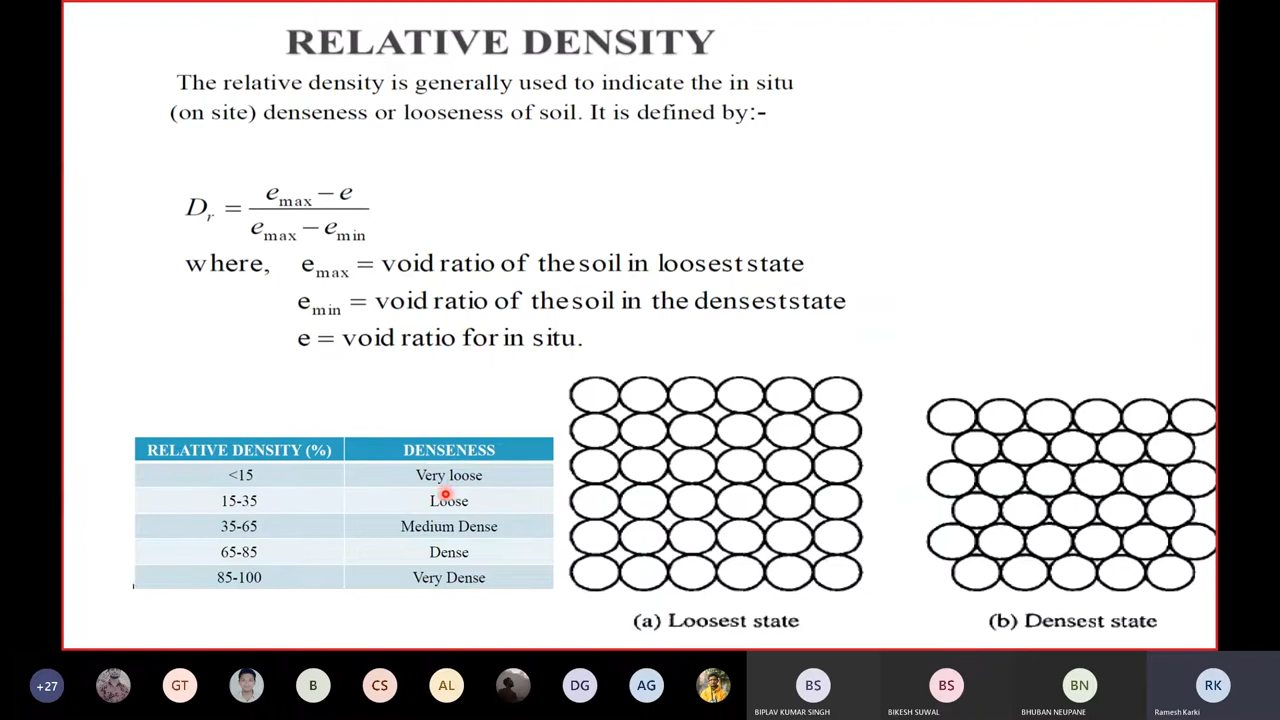 RELATIVE DENSITY
The relative density is generally used to indicate the in situ
(on site) denseness or looseness of soil. It is defined by:-
D_r = (e_max − e) / (e_max − e_min)
where, e_max = void ratio of the soil in loosest state
e_min = void ratio of the soil in the densest state
e = void ratio for in situ.
RELATIVE DENSITY (%) DENSENESS
<15 Very loose
15-35 Loose
35-65 Medium Dense
65-85 Dense
85-100 Very Dense
(a) Loosest state (b) Densest state
+27 GT B CS AL DG AG BS BS BN RK
BIPLAV KUMAR SINGH BIKESH SUWAL BHUBAN NEUPANE Ramesh Karki